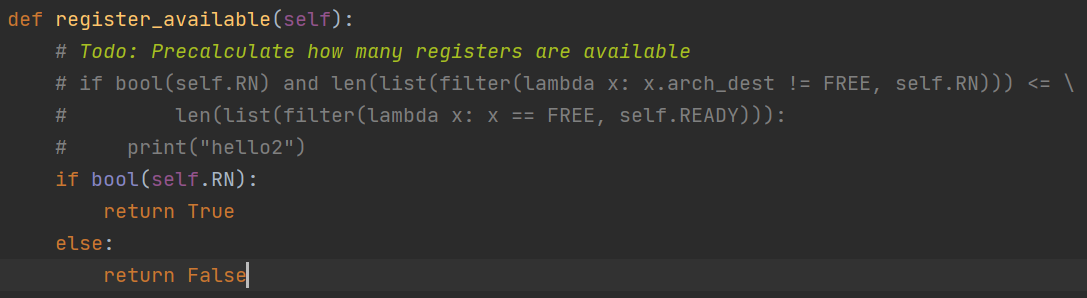 def register_available(self):
    # Todo: Precalculate how many registers are available
    # if bool(self.RN) and len(list(filter(lambda x: x.arch_dest != FREE, self.RN))) <= \
    #         len(list(filter(lambda x: x == FREE, self.READY))):
    #     print("hello2")
    if bool(self.RN):
        return True
    else:
        return False